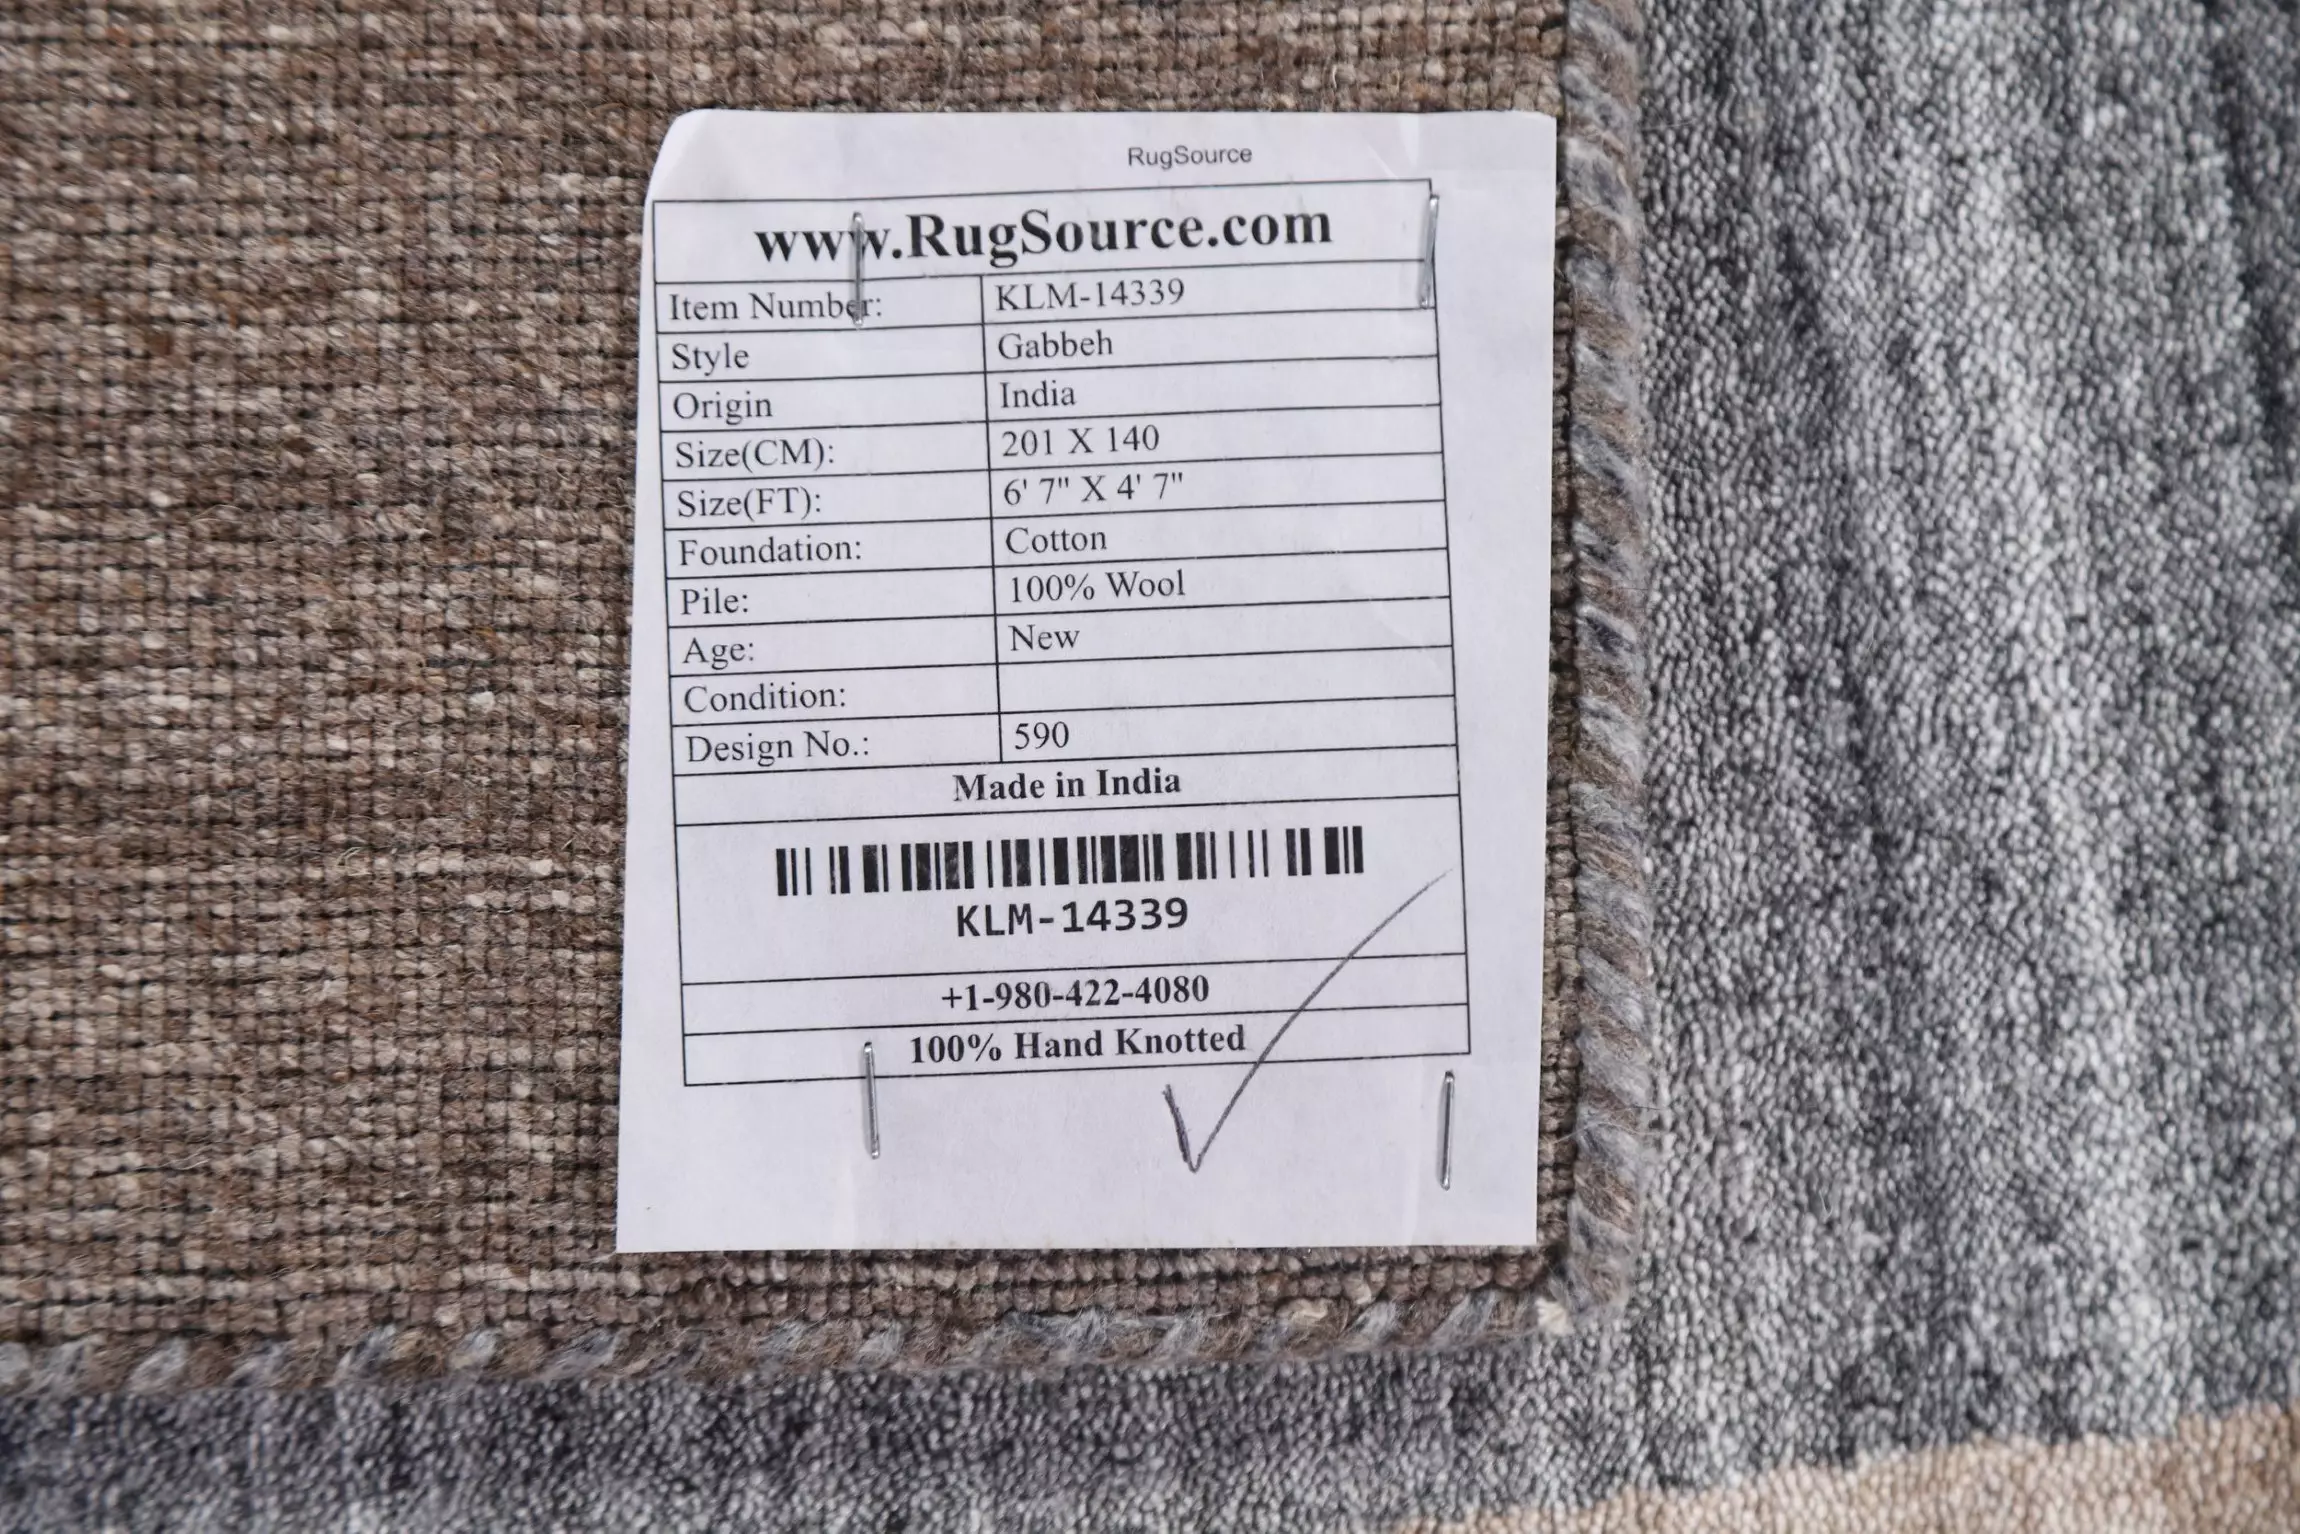 RugSource
www.RugSource.com
Item Number: KLM-14339
Style Gabbeh
Origin India
Size(CM): 201 X 140
Size(FT): 6' 7" X 4' 7"
Foundation: Cotton
Pile: 100% Wool
Age: New
Condition:
Design No.: 590
Made in India
KLM-14339
+1-980-422-4080
100% Hand Knotted